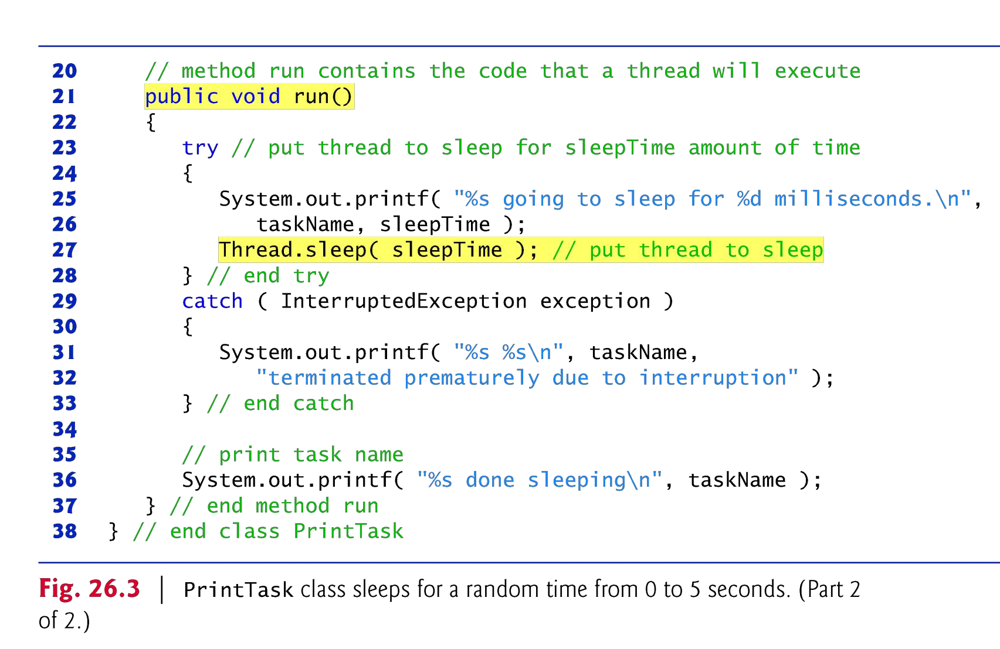 20 // method run contains the code that a thread will execute
21 public void run()
22 {
23 try // put thread to sleep for sleepTime amount of time
24 {
25 System.out.printf( "%s going to sleep for %d milliseconds.\n",
26 taskName, sleepTime );
27 Thread.sleep( sleepTime ); // put thread to sleep
28 } // end try
29 catch ( InterruptedException exception )
30 {
31 System.out.printf( "%s %s\n", taskName,
32 "terminated prematurely due to interruption" );
33 } // end catch
34
35 // print task name
36 System.out.printf( "%s done sleeping\n", taskName );
37 } // end method run
38 } // end class PrintTask
Fig. 26.3 | PrintTask class sleeps for a random time from 0 to 5 seconds. (Part 2
of 2.)